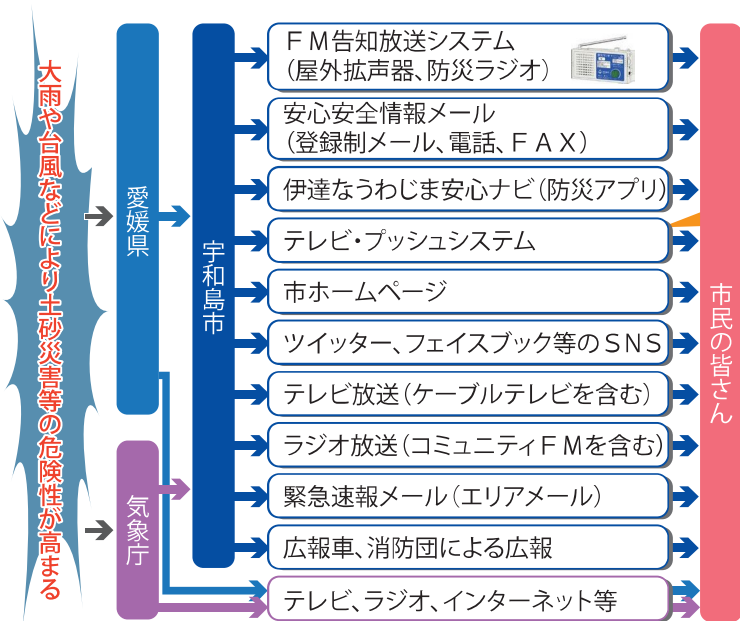 大雨や台風などにより土砂災害等の危険性が高まる
愛媛県
気象庁
宇和島市
ＦＭ告知放送システム
（屋外拡声器、防災ラジオ）
安心安全情報メール
（登録制メール、電話、ＦＡＸ）
伊達なうわじま安心ナビ（防災アプリ）
テレビ・プッシュシステム
市ホームページ
ツイッター、フェイスブック等のＳＮＳ
テレビ放送（ケーブルテレビを含む）
ラジオ放送（コミュニティＦＭを含む）
緊急速報メール（エリアメール）
広報車、消防団による広報
テレビ、ラジオ、インターネット等
市民の皆さん